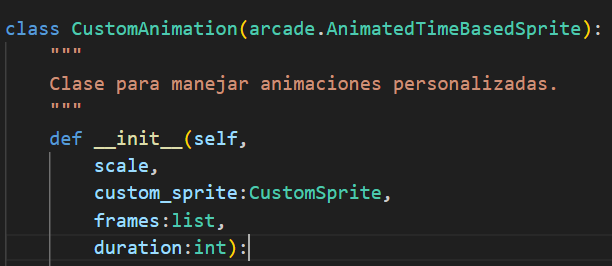 class CustomAnimation(arcade.AnimatedTimeBasedSprite):
    """
    Clase para manejar animaciones personalizadas.
    """
    def __init__(self,
        scale,
        custom_sprite:CustomSprite,
        frames:list,
        duration:int):